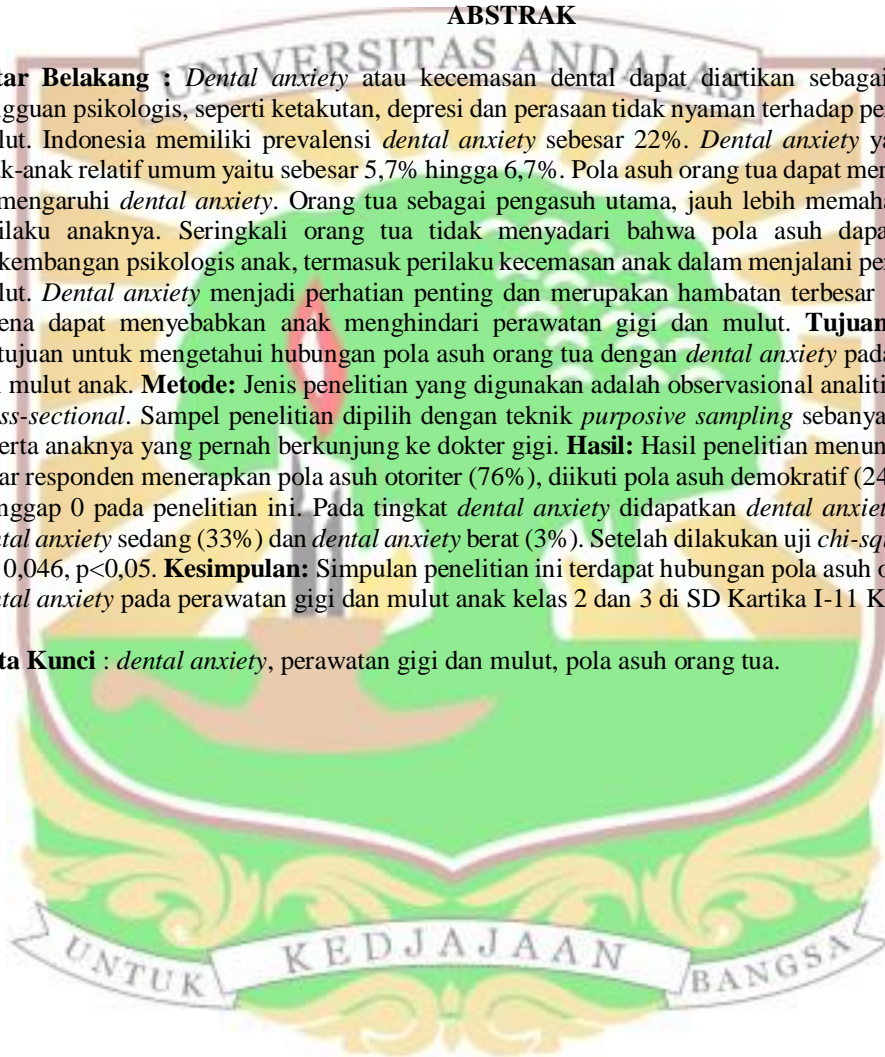 ABSTRAK
UNIVERSITAS ANDALAS
tar Belakang : Dental anxiety atau kecemasan dental dapat diartikan sebagai
ngguan psikologis, seperti ketakutan, depresi dan perasaan tidak nyaman terhadap pe
lut. Indonesia memiliki prevalensi dental anxiety sebesar 22%. Dental anxiety ya
ak-anak relatif umum yaitu sebesar 5,7% hingga 6,7%. Pola asuh orang tua dapat men
mengaruhi dental anxiety. Orang tua sebagai pengasuh utama, jauh lebih memaha
ilaku anaknya. Seringkali orang tua tidak menyadari bahwa pola asuh dapa
kembangan psikologis anak, termasuk perilaku kecemasan anak dalam menjalani per
lut. Dental anxiety menjadi perhatian penting dan merupakan hambatan terbesar
ena dapat menyebabkan anak menghindari perawatan gigi dan mulut. Tujuan
tujuan untuk mengetahui hubungan pola asuh orang tua dengan dental anxiety pada
mulut anak. Metode: Jenis penelitian yang digunakan adalah observasional analiti
ss-sectional. Sampel penelitian dipilih dengan teknik purposive sampling sebanya
erta anaknya yang pernah berkunjung ke dokter gigi. Hasil: Hasil penelitian menun
ar responden menerapkan pola asuh otoriter (76%), diikuti pola asuh demokratif (24
nggap 0 pada penelitian ini. Pada tingkat dental anxiety didapatkan dental anxiet
ntal anxiety sedang (33%) dan dental anxiety berat (3%). Setelah dilakukan uji chi-sq
0,046, p<0,05. Kesimpulan: Simpulan penelitian ini terdapat hubungan pola asuh o
ntal anxiety pada perawatan gigi dan mulut anak kelas 2 dan 3 di SD Kartika I-11 K
ta Kunci : dental anxiety, perawatan gigi dan mulut, pola asuh orang tua.
UNTUK KEDJAJAAN BANGSA